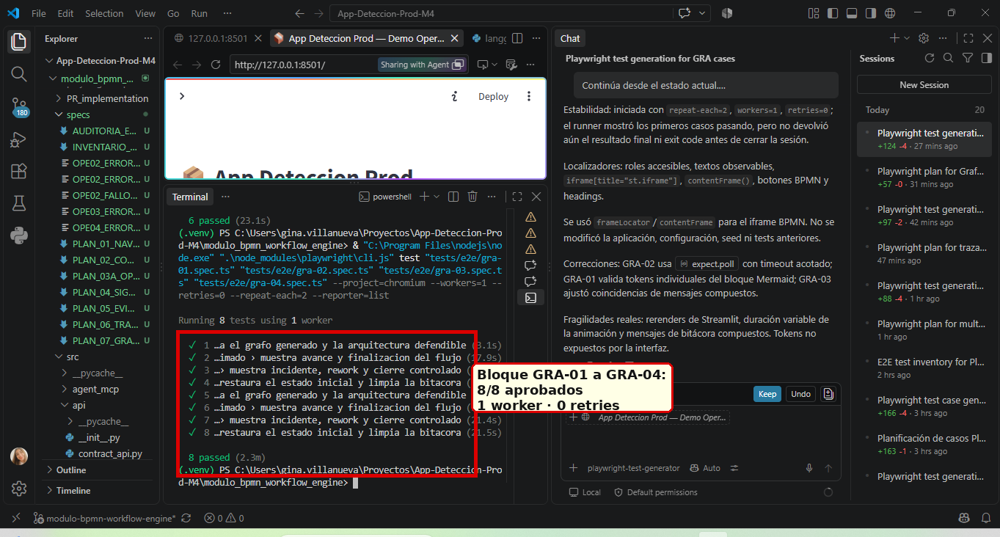 File Edit Selection View Go Run ···
App-Deteccion-Prod-M4
Explorer ···
App-Deteccion-Prod-M4
modulo_bpmn_...
PR_implementation
specs
AUDITORIA_E... U
INVENTARIO_... U
OPE02_ERROR... U
OPE02_ERROR... U
OPE02_FALLO... U
OPE03_ERROR... U
OPE04_ERROR... U
PLAN_01_NAV... U
PLAN_02_CO... U
PLAN_03A_OP... U
PLAN_04_SIG... U
PLAN_05_EVI... U
PLAN_06_TRA... U
PLAN_07_GRA... U
src
__pycache__
agent_mcp
api
__pycache__
__init__.py
contract_api.py
Outline
Timeline
180
127.0.0.1:8501
App Deteccion Prod — Demo Oper...
lang
http://127.0.0.1:8501/
Sharing with Agent
Deploy
App Deteccion Prod
Terminal ···
powershell
6 passed (23.1s)
(.venv) PS C:\Users\gina.villanueva\Proyectos\App-Deteccion-Pro
d-M4\modulo_bpmn_workflow_engine> & "C:\Program Files\nodejs\no
de.exe" ".\node_modules\playwright\cli.js" test "tests/e2e/gra-
01.spec.ts" "tests/e2e/gra-02.spec.ts" "tests/e2e/gra-03.spec.t
s" "tests/e2e/gra-04.spec.ts" --project=chromium --workers=1 --
retries=0 --repeat-each=2 --reporter=list
Running 8 tests using 1 worker
✓ 1 …a el grafo generado y la arquitectura defendible (3.1s)
✓ 2 …imado › muestra avance y finalizacion del flujo (17.9s)
✓ 3 …› muestra incidente, rework y cierre controlado (
✓ 4 …restaura el estado inicial y limpia la bitacora (
✓ 5 …a el grafo generado y la arquitectura defendible (
✓ 6 …imado › muestra avance y finalizacion del flujo (
✓ 7 …› muestra incidente, rework y cierre controlado (21.4s)
✓ 8 …restaura el estado inicial y limpia la bitacora (21.5s)
8 passed (2.3m)
(.venv) PS C:\Users\gina.villanueva\Proyectos\App-Deteccion-Pro
d-M4\modulo_bpmn_workflow_engine>
Bloque GRA-01 a GRA-04:
8/8 aprobados
1 worker · 0 retries
Chat
Playwright test generation for GRA cases
Continúa desde el estado actual....
Estabilidad: iniciada con repeat-each=2, workers=1, retries=0;
el runner mostró los primeros casos pasando, pero no devolvió
aún el resultado final ni exit code antes de cerrar la sesión.
Localizadores: roles accesibles, textos observables,
iframe[title="st.iframe"], contentFrame(), botones BPMN y
headings.
Se usó frameLocator/contentFrame para el iframe BPMN. No se
modificó la aplicación, configuración, seed ni tests anteriores.
Correcciones: GRA-02 usa expect.poll con timeout acotado;
GRA-01 valida tokens individuales del bloque Mermaid; GRA-03
ajustó coincidencias de mensajes compuestos.
Fragilidades reales: rerenders de Streamlit, duración variable de
la animación y mensajes de bitácora compuestos. Tokens no
expuestos por la interfaz.
Keep Undo
App Deteccion Prod — Demo Oper...
playwright-test-generator Auto
Local Default permissions
Sessions
New Session
Today 20
Playwright test generati...
+124 -4 · 27 mins ago
Playwright plan for Graf...
+57 -0 · 31 mins ago
Playwright test generati...
+97 -2 · 42 mins ago
Playwright plan for traza...
47 mins ago
Playwright test generati...
+88 -4 · 1 hr ago
Playwright plan for mult...
1 hr ago
E2E test inventory for Pl...
2 hrs ago
Playwright test case gen...
+166 -4 · 3 hrs ago
Planificación de casos Pl...
+163 -1 · 3 hrs ago
Playwright test generati...
modulo-bpmn-workflow-engine* 0 0